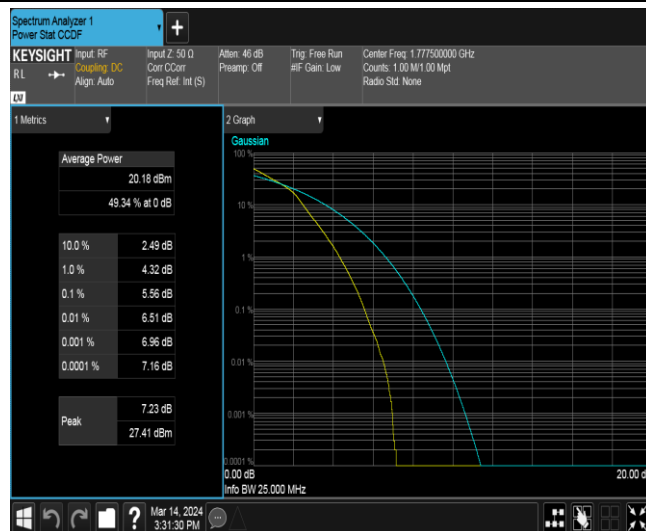 Spectrum Analyzer 1
Power Stat CCDF
+
KEYSIGHT
RL
LXI
Input: RF
Coupling: DC
Align: Auto
Input Z: 50 Ω
Corr CCorr
Freq Ref: Int (S)
Atten: 46 dB
Preamp: Off
Trig: Free Run
#IF Gain: Low
Center Freq: 1.777500000 GHz
Counts: 1.00 M/1.00 Mpt
Radio Std: None
1 Metrics
Average Power
20.18 dBm
49.34 % at 0 dB
10.0 % 2.49 dB
1.0 % 4.32 dB
0.1 % 5.56 dB
0.01 % 6.51 dB
0.001 % 6.96 dB
0.0001 % 7.16 dB
Peak
7.23 dB
27.41 dBm
2 Graph
Gaussian
100 %
10 %
1 %
0.1 %
0.01 %
0.001 %
0.0001 %
0.00 dB
20.00 d
Info BW 25.000 MHz
?
Mar 14, 2024
3:31:30 PM